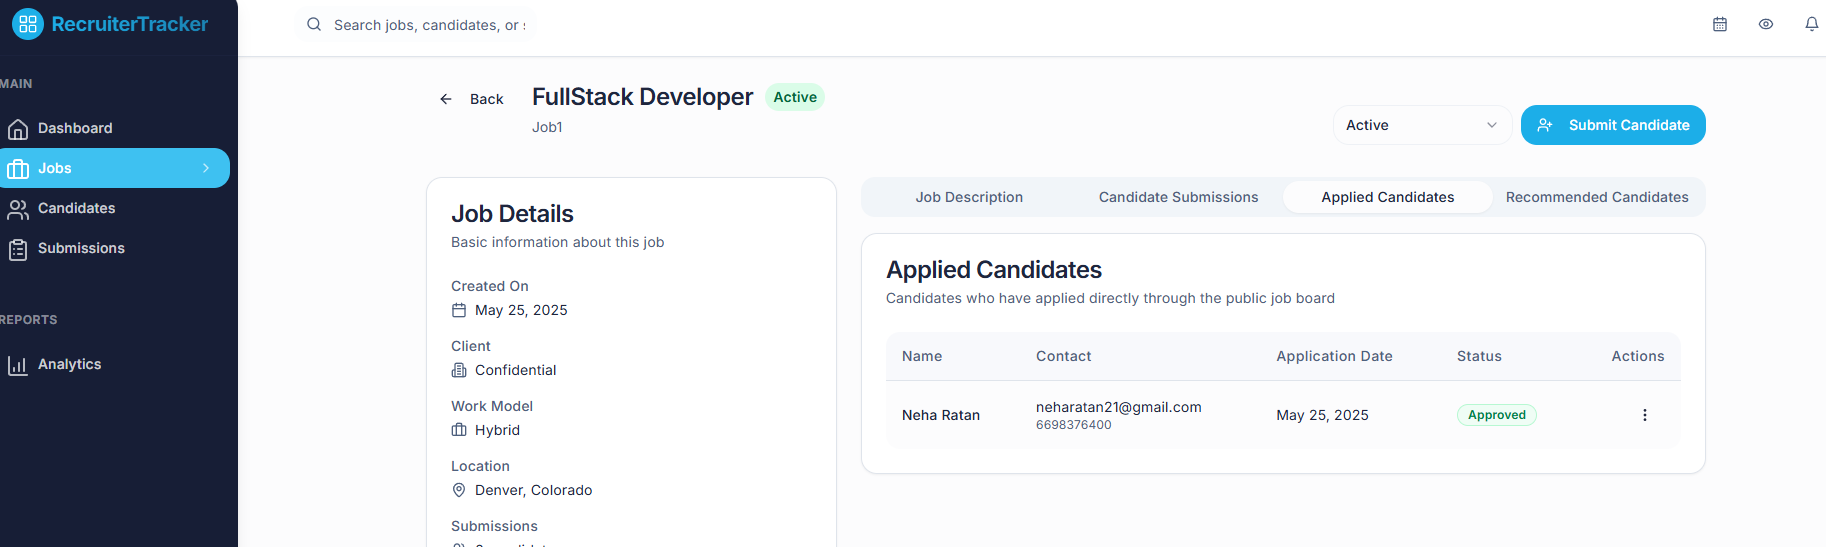 RecruiterTracker
Search jobs, candidates, or s
MAIN
Dashboard
Jobs
Candidates
Submissions
REPORTS
Analytics
Back
FullStack Developer
Active
Job1
Active
Submit Candidate
Job Details
Basic information about this job
Created On
May 25, 2025
Client
Confidential
Work Model
Hybrid
Location
Denver, Colorado
Submissions
Job Description
Candidate Submissions
Applied Candidates
Recommended Candidates
Applied Candidates
Candidates who have applied directly through the public job board
Name Contact Application Date Status Actions
Neha Ratan neharatan21@gmail.com May 25, 2025 Approved
6698376400